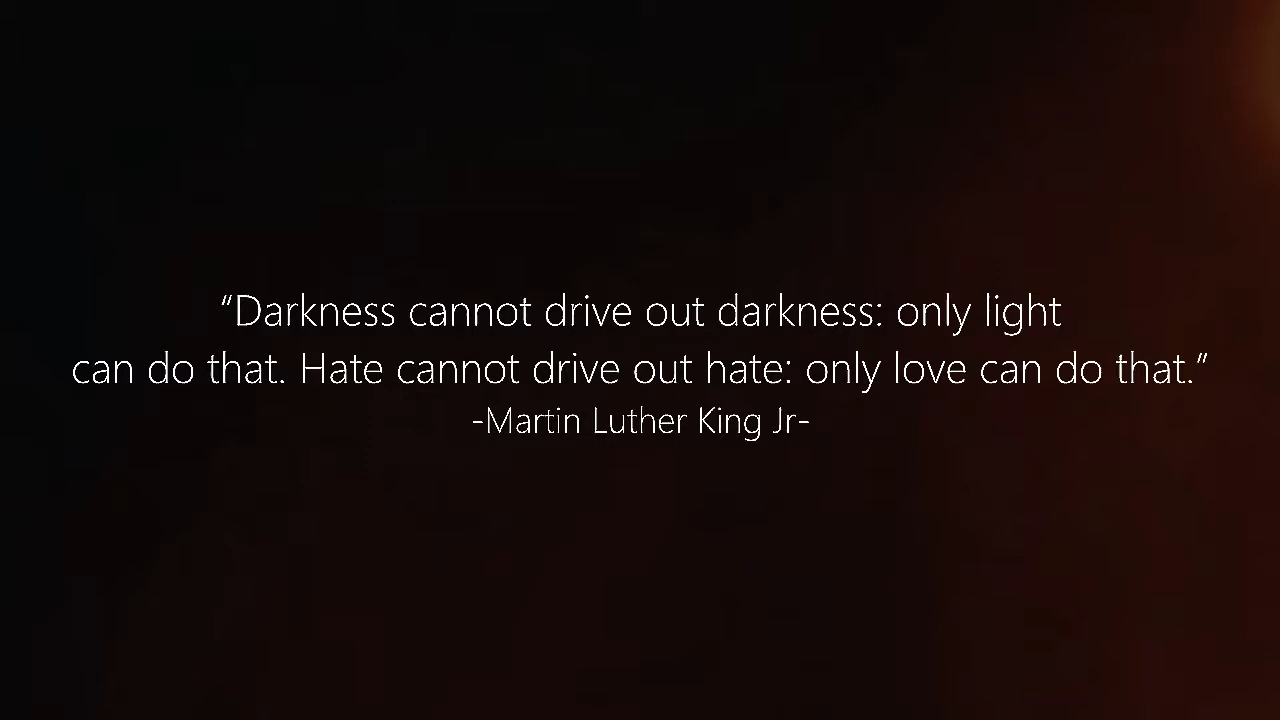 “Darkness cannot drive out darkness: only light
can do that. Hate cannot drive out hate: only love can do that.”
-Martin Luther King Jr-